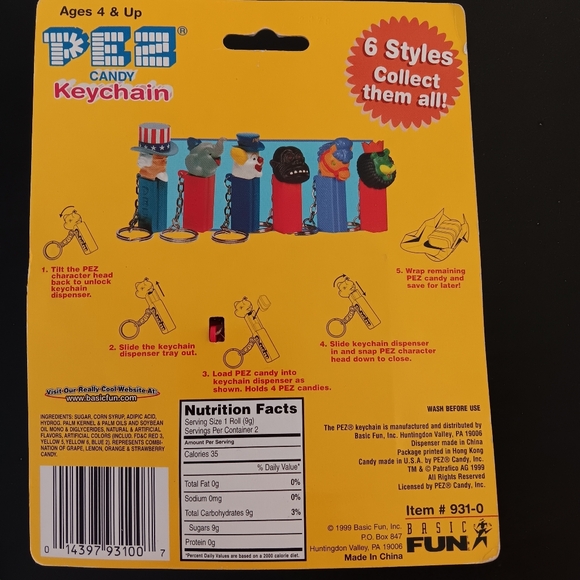 Ages 4 & Up
PEZ®
CANDY
Keychain
6 Styles
Collect
them all!
1. Tilt the PEZ
character head
back to unlock
keychain
dispenser.
2. Slide the keychain
dispenser tray out.
3. Load PEZ candy into
keychain dispenser as
shown. Holds 4 PEZ candies.
4. Slide keychain dispenser
in and snap PEZ character
head down to close.
5. Wrap remaining
PEZ candy and
save for later!
Visit Our Really Cool Website At
www.basicfun.com
INGREDIENTS: SUGAR, CORN SYRUP, ADIPIC ACID,
HYDROG. PALM KERNEL & PALM OILS AND SOYBEAN
OIL, MONO & DIGLYCERIDES, NATURAL & ARTIFICIAL
FLAVORS, ARTIFICIAL COLORS (INCLUD. FD&C RED 3,
YELLOW 5, YELLOW 6, BLUE 2). REPRESENTS COMBI-
NATION OF GRAPE, LEMON, ORANGE & STRAWBERRY
CANDY.
0 14397 93100 7
Nutrition Facts
Serving Size 1 Roll (9g)
Servings Per Container 2
Amount Per Serving
Calories 35
% Daily Value*
Total Fat 0g 0%
Sodium 0mg 0%
Total Carbohydrates 9g 3%
Sugars 9g
Protein 0g
*Percent Daily Values are based on a 2000 calorie diet.
WASH BEFORE USE
The PEZ® keychain is manufactured and distributed by
Basic Fun, Inc. Huntingdon Valley, PA 19006
Dispenser made in China
Package printed in Hong Kong
Candy made in U.S.A. by PEZ® Candy, Inc.
TM & © Patrafico AG 1999
All Rights Reserved
Licensed by PEZ® Candy, Inc.
Item # 931-0
© 1999 Basic Fun, Inc.
P.O. Box 847
Huntingdon Valley, PA 19006
Made In China
BASIC
FUN